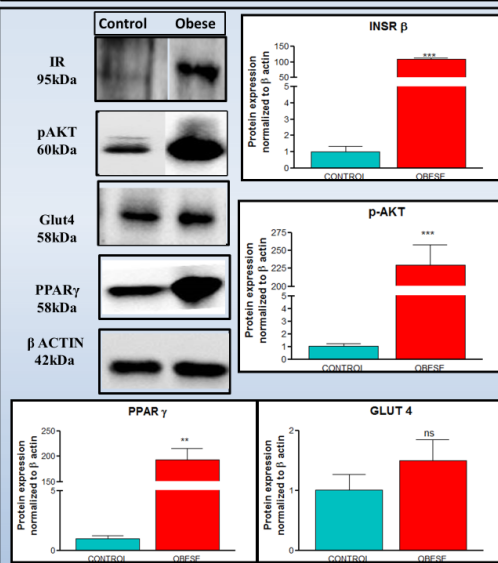 Control Obese
IR
95kDa
pAKT
60kDa
Glut4
58kDa
PPARγ
58kDa
β ACTIN
42kDa
INSR β
Protein expression
normalized to β actin
150
100
50
5
4
3
2
1
0
***
CONTROL OBESE
p-AKT
Protein expression
normalized to β actin
275
250
225
200
5
4
3
2
1
0
***
CONTROL OBESE
PPAR γ
Protein expression
normalized to β actin
250
200
150
5
0
**
CONTROL OBESE
GLUT 4
Protein expression
normalized to β actin
2
1
0
ns
CONTROL OBESE